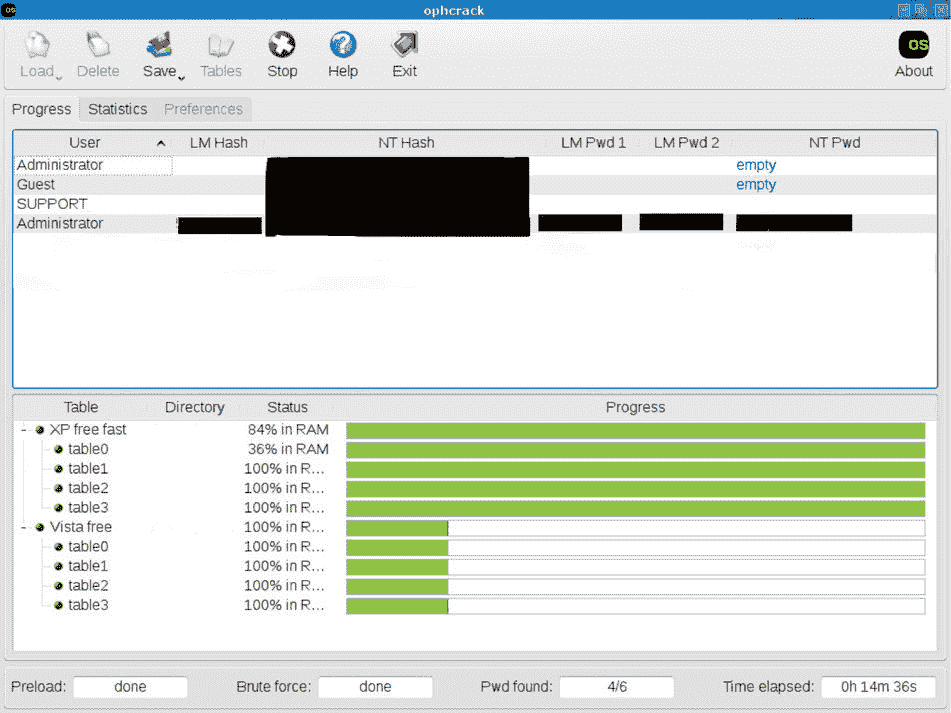 os ophcrack
Load Delete Save Tables Stop Help Exit OS About
Progress Statistics Preferences
User LM Hash NT Hash LM Pwd 1 LM Pwd 2 NT Pwd
Administrator empty
Guest empty
SUPPORT
Administrator
Table Directory Status Progress
XP free fast 84% in RAM
table0 36% in RAM
table1 100% in R...
table2 100% in R...
table3 100% in R...
Vista free 100% in R...
table0 100% in R...
table1 100% in R...
table2 100% in R...
table3 100% in R...
Preload: done Brute force: done Pwd found: 4/6 Time elapsed: 0h 14m 36s